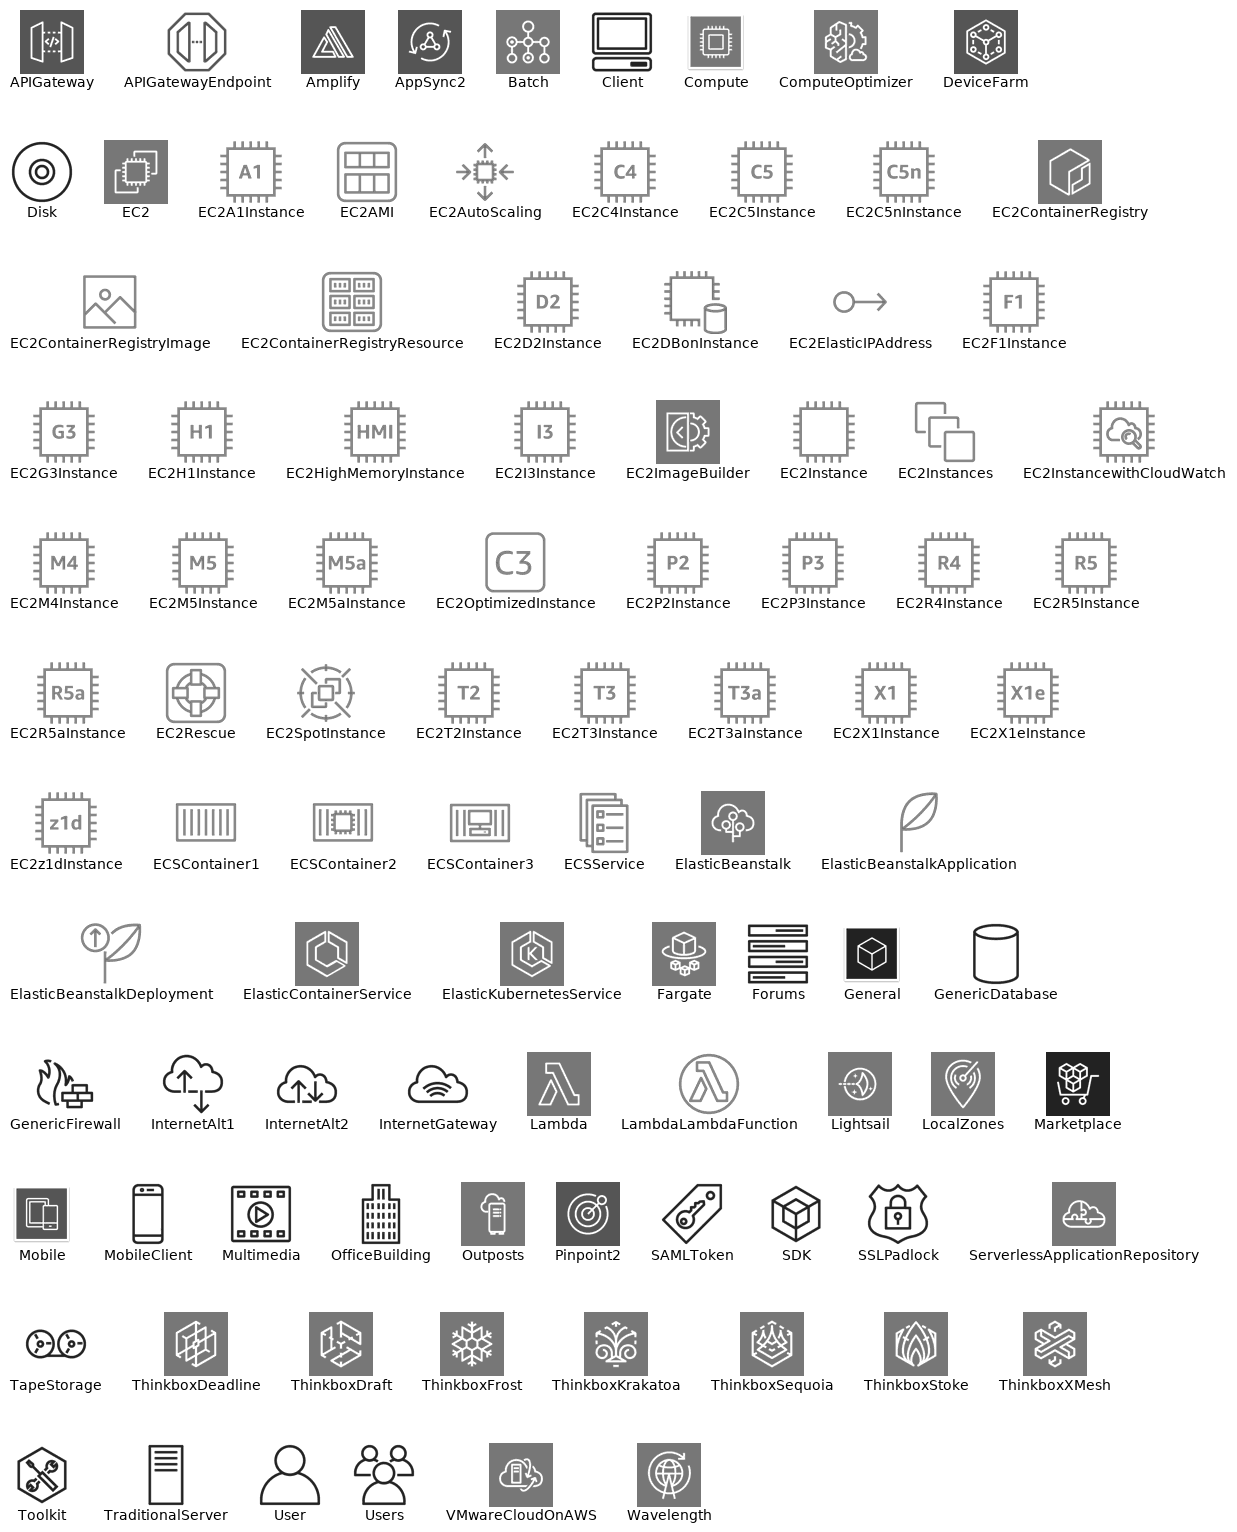 APIGateway APIGatewayEndpoint Amplify AppSync2 Batch Client Compute ComputeOptimizer DeviceFarm
A1 C4 C5 C5n
Disk EC2 EC2A1Instance EC2AMI EC2AutoScaling EC2C4Instance EC2C5Instance EC2C5nInstance EC2ContainerRegistry
D2 F1
EC2ContainerRegistryImage EC2ContainerRegistryResource EC2D2Instance EC2DBonInstance EC2ElasticIPAddress EC2F1Instance
G3 H1 HMI I3
EC2G3Instance EC2H1Instance EC2HighMemoryInstance EC2I3Instance EC2ImageBuilder EC2Instance EC2Instances EC2InstancewithCloudWatch
M4 M5 M5a C3 P2 P3 R4 R5
EC2M4Instance EC2M5Instance EC2M5aInstance EC2OptimizedInstance EC2P2Instance EC2P3Instance EC2R4Instance EC2R5Instance
R5a T2 T3 T3a X1 X1e
EC2R5aInstance EC2Rescue EC2SpotInstance EC2T2Instance EC2T3Instance EC2T3aInstance EC2X1Instance EC2X1eInstance
z1d
EC2z1dInstance ECSContainer1 ECSContainer2 ECSContainer3 ECSService ElasticBeanstalk ElasticBeanstalkApplication
K
ElasticBeanstalkDeployment ElasticContainerService ElasticKubernetesService Fargate Forums General GenericDatabase
GenericFirewall InternetAlt1 InternetAlt2 InternetGateway Lambda LambdaLambdaFunction Lightsail LocalZones Marketplace
Mobile MobileClient Multimedia OfficeBuilding Outposts Pinpoint2 SAMLToken SDK SSLPadlock ServerlessApplicationRepository
TapeStorage ThinkboxDeadline ThinkboxDraft ThinkboxFrost ThinkboxKrakatoa ThinkboxSequoia ThinkboxStoke ThinkboxXMesh
Toolkit TraditionalServer User Users VMwareCloudOnAWS Wavelength